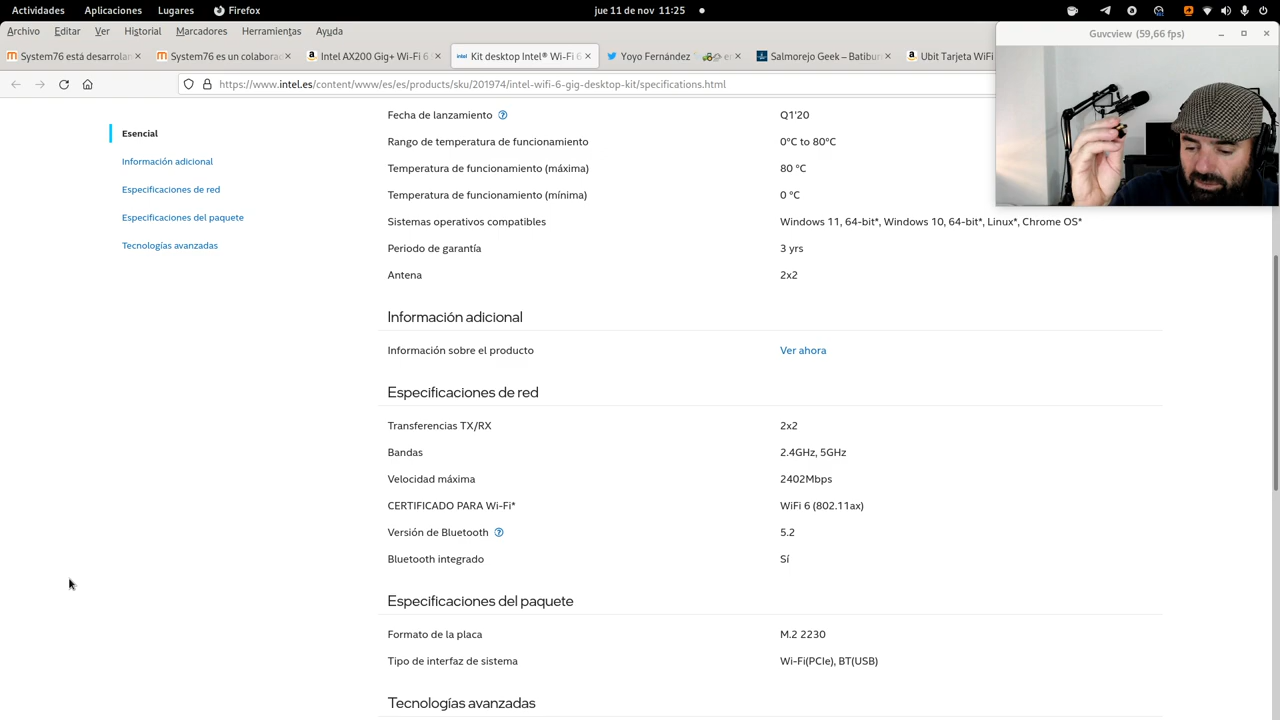 Actividades Aplicaciones Lugares Firefox jue 11 de nov 11:25
Archivo Editar Ver Historial Marcadores Herramientas Ayuda
Guvcview (59,66 fps)
System76 está desarrolan System76 es un colabora Intel AX200 Gig+ Wi-Fi 6 intel Kit desktop Intel® Wi-Fi 6 Yoyo Fernández en Salmorejo Geek – Batibur Ubit Tarjeta WiFi
https://www.intel.es/content/www/es/es/products/sku/201974/intel-wifi-6-gig-desktop-kit/specifications.html
Esencial
Información adicional
Especificaciones de red
Especificaciones del paquete
Tecnologías avanzadas
Fecha de lanzamiento ? Q1'20
Rango de temperatura de funcionamiento 0°C to 80°C
Temperatura de funcionamiento (máxima) 80 °C
Temperatura de funcionamiento (mínima) 0 °C
Sistemas operativos compatibles Windows 11, 64-bit*, Windows 10, 64-bit*, Linux*, Chrome OS*
Periodo de garantía 3 yrs
Antena 2x2
Información adicional
Información sobre el producto Ver ahora
Especificaciones de red
Transferencias TX/RX 2x2
Bandas 2.4GHz, 5GHz
Velocidad máxima 2402Mbps
CERTIFICADO PARA Wi-Fi* WiFi 6 (802.11ax)
Versión de Bluetooth ? 5.2
Bluetooth integrado Sí
Especificaciones del paquete
Formato de la placa M.2 2230
Tipo de interfaz de sistema Wi-Fi(PCIe), BT(USB)
Tecnologías avanzadas